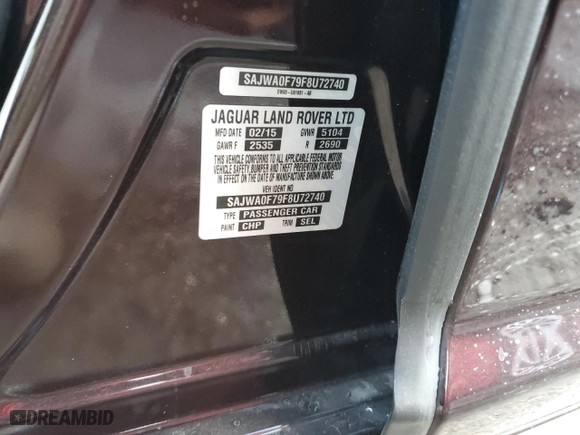 SAJWA0F79F8U72740
JAGUAR LAND ROVER LTD
MFD DATE 02/15 GVWR 5104
GAWR F 2535 R 2690
THIS VEHICLE CONFORMS TO ALL APPLICABLE FEDERAL MOTOR
VEHICLE SAFETY, BUMPER AND THEFT PREVENTION STANDARDS
IN EFFECT ON THE DATE OF MANUFACTURE SHOWN ABOVE.
VEH IDENT NO
SAJWA0F79F8U72740
TYPE PASSENGER CAR
PAINT CHP TRIM SEL
DREAMBID